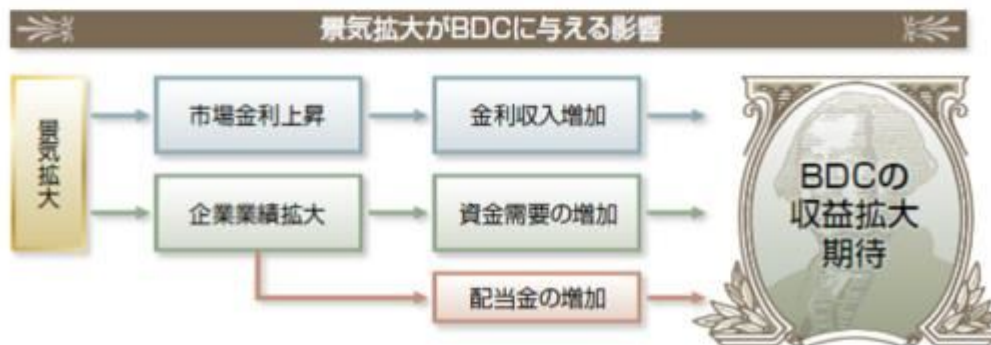 景気拡大がBDCに与える影響
景気拡大
市場金利上昇
金利収入増加
企業業績拡大
資金需要の増加
配当金の増加
BDCの
収益拡大
期待